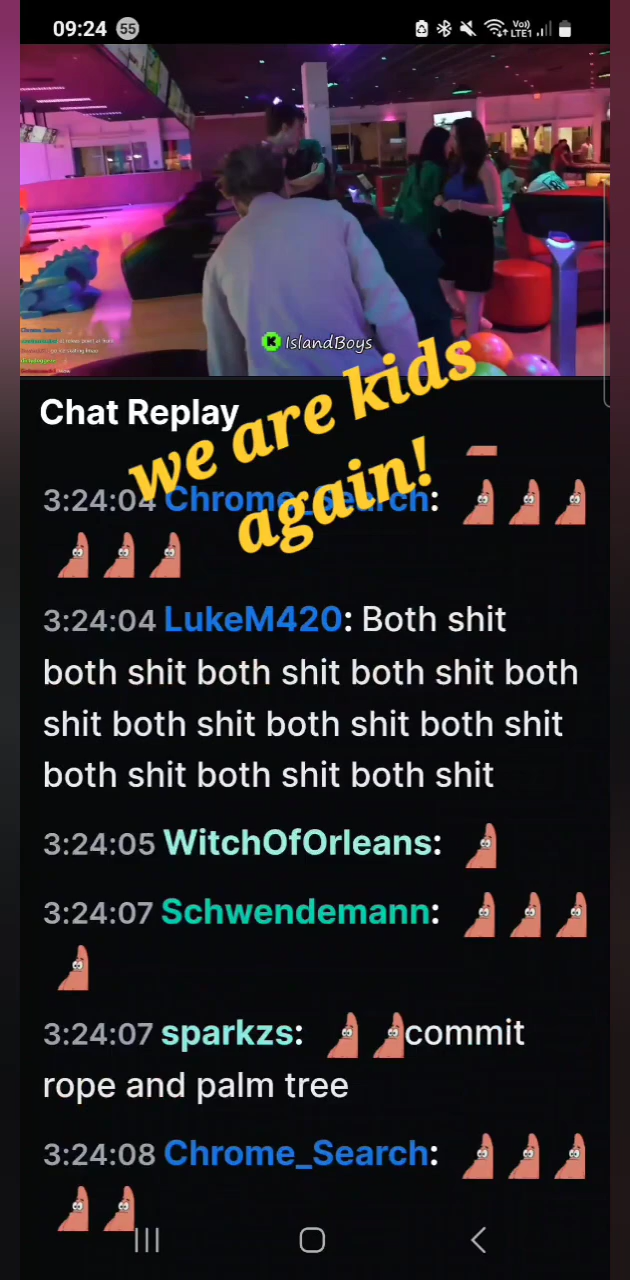 09:24 55 Vo)) LTE1
IslandBoys
Chat Replay
we are kids
again!
3:24:04 Chrome_Search:
3:24:04 LukeM420: Both shit
both shit both shit both shit both
shit both shit both shit both shit
both shit both shit both shit
3:24:05 WitchOfOrleans:
3:24:07 Schwendemann:
3:24:07 sparkzs: commit
rope and palm tree
3:24:08 Chrome_Search: